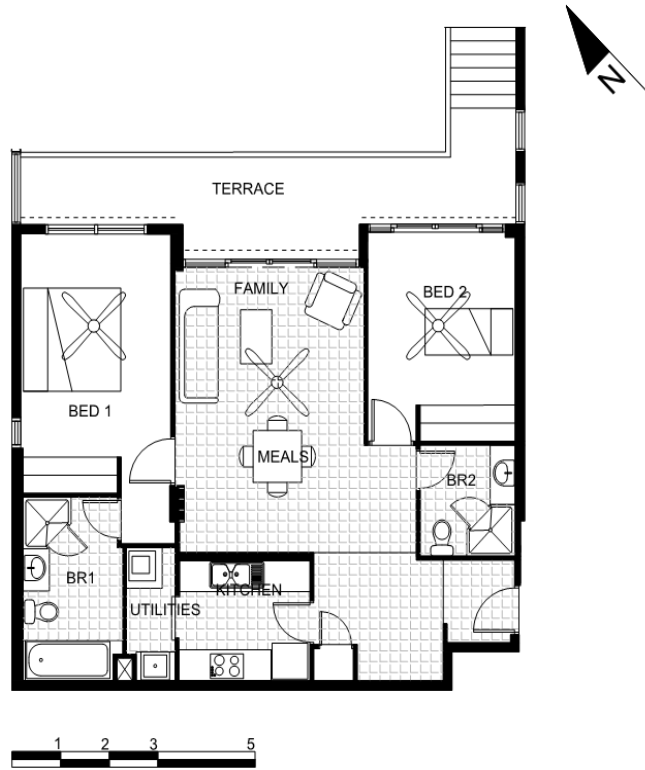 N
TERRACE
FAMILY
BED 2
BED 1
MEALS
BR2
BR1
KITCHEN
UTILITIES
1 2 3 5